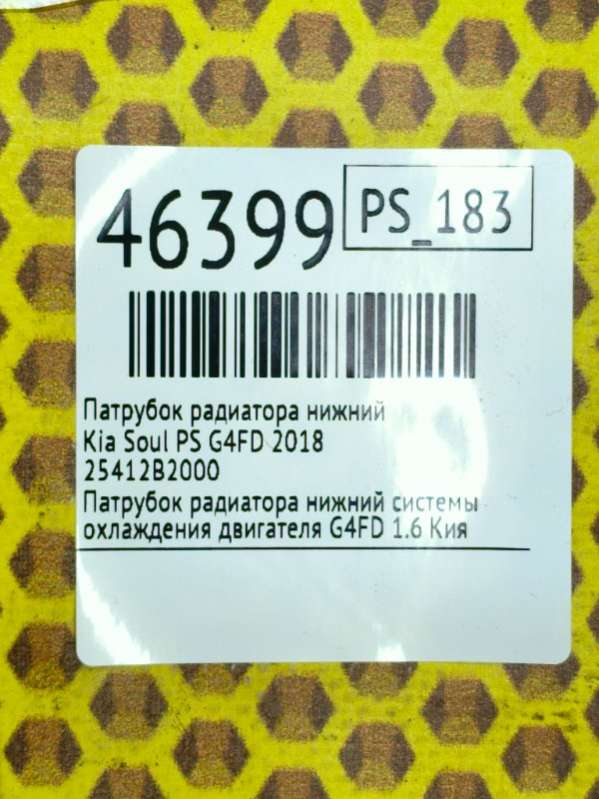 46399
PS_183
Патрубок радиатора нижний
Kia Soul PS G4FD 2018
25412B2000
Патрубок радиатора нижний системы
охлаждения двигателя G4FD 1.6 Кия